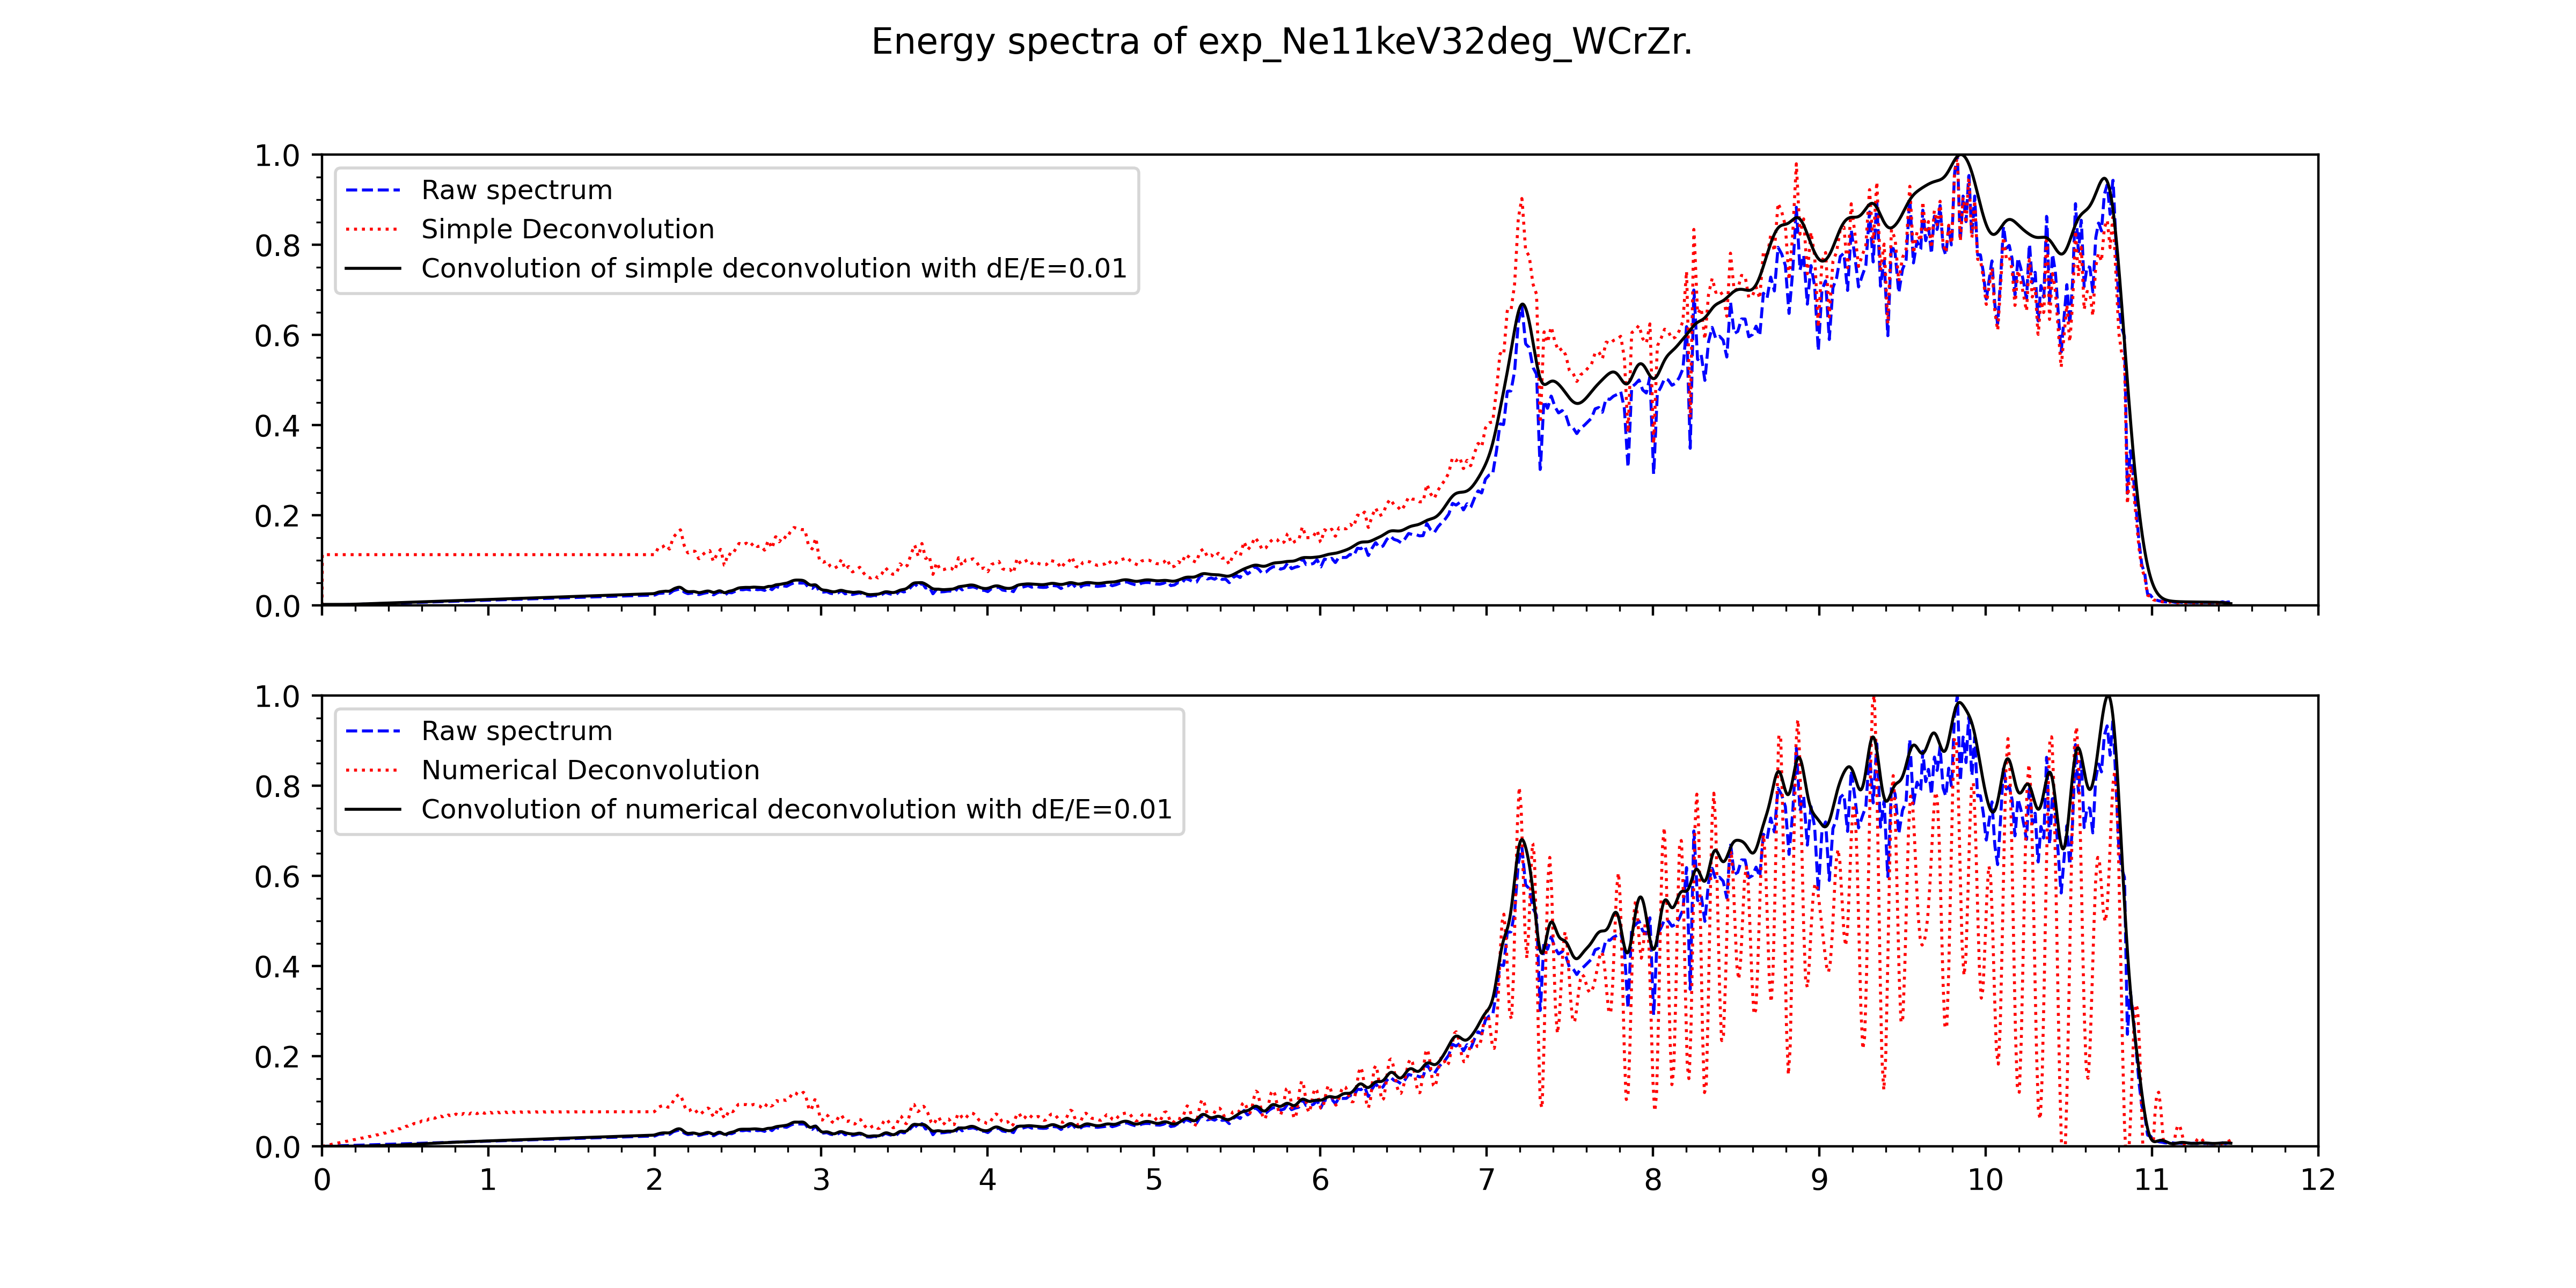 Energy spectra of exp_Ne11keV32deg_WCrZr.
1.0
0.8
0.6
0.4
0.2
0.0
Raw spectrum
Simple Deconvolution
Convolution of simple deconvolution with dE/E=0.01
1.0
0.8
0.6
0.4
0.2
0.0
Raw spectrum
Numerical Deconvolution
Convolution of numerical deconvolution with dE/E=0.01
0 1 2 3 4 5 6 7 8 9 10 11 12